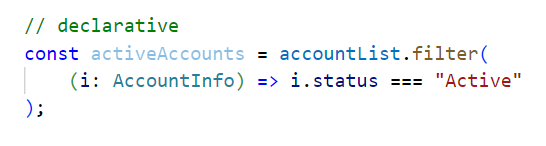 // declarative
const activeAccounts = accountList.filter(
    (i: AccountInfo) => i.status === "Active"
);